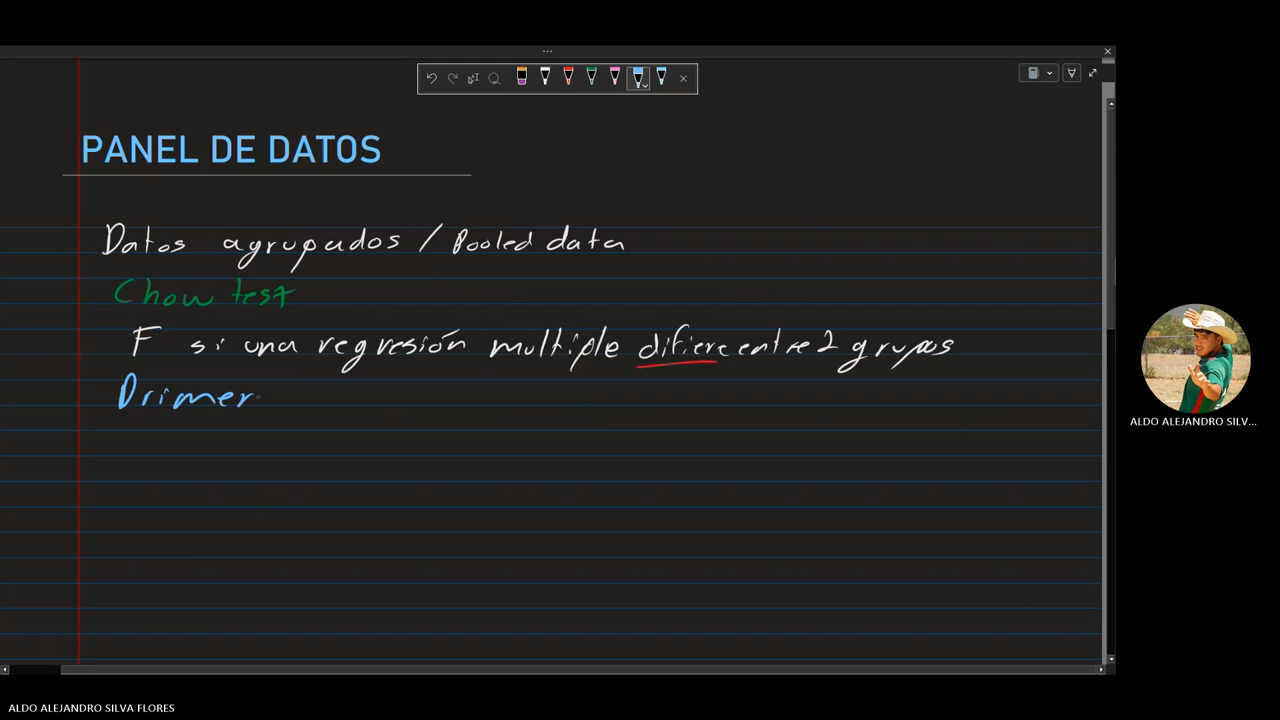 PANEL DE DATOS
Datos agrupados / Pooled data
Chow test
F si una regresión multiple difiere entre 2 grupos
Primer
ALDO ALEJANDRO SILV...
ALDO ALEJANDRO SILVA FLORES